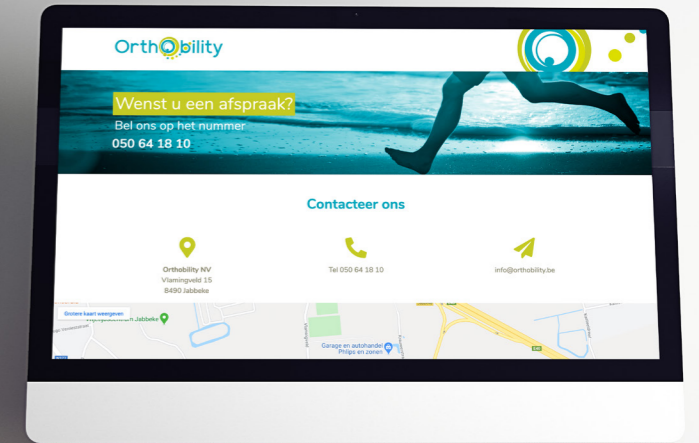 Orthobility
Wenst u een afspraak?
Bel ons op het nummer
050 64 18 10
Contacteer ons
Orthobility NV
Vlamingveld 15
8490 Jabbeke
Tel 050 64 18 10
info@orthobility.be
Grotere kaart weergeven
Jabbeke
Garage en autohandel
Philips en zonen
E40